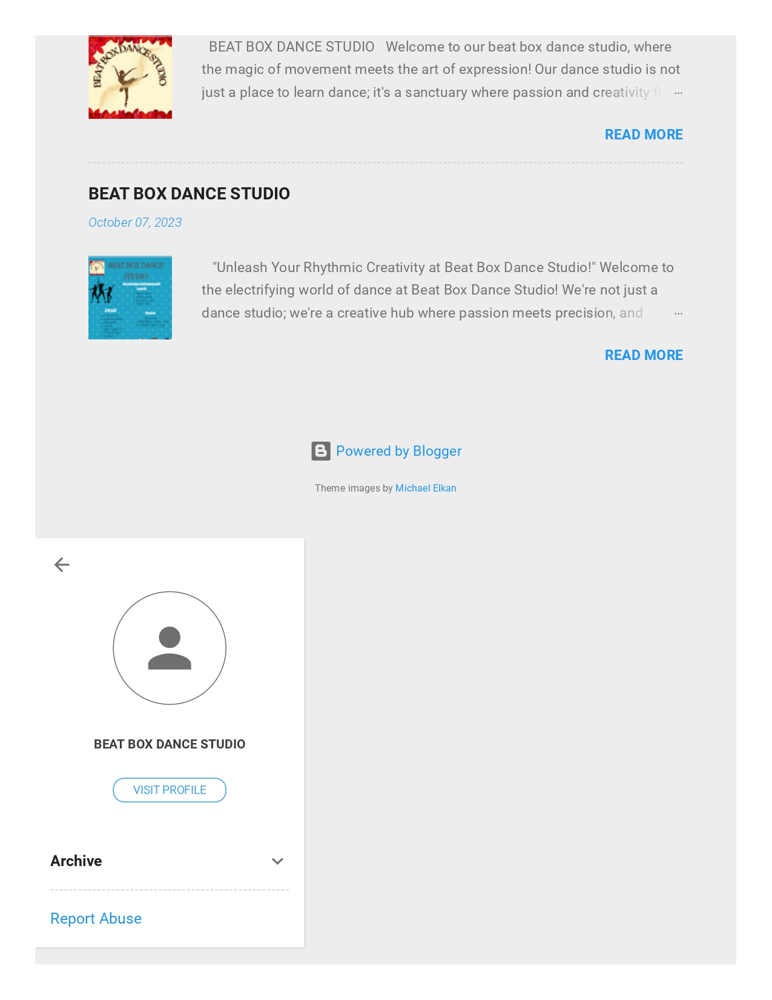 BEAT BOX DANCE STUDIO
BEAT BOX DANCE STUDIO Welcome to our beat box dance studio, where
the magic of movement meets the art of expression! Our dance studio is not
just a place to learn dance; it's a sanctuary where passion and creativity fu ...
READ MORE
BEAT BOX DANCE STUDIO
October 07, 2023
BEAT BOX DANCE
STUDIO
"Unleash Your Rhythmic Creativity at Beat Box Dance Studio!" Welcome to
the electrifying world of dance at Beat Box Dance Studio! We're not just a
dance studio; we're a creative hub where passion meets precision, and ...
READ MORE
Powered by Blogger
Theme images by Michael Elkan
BEAT BOX DANCE STUDIO
VISIT PROFILE
Archive
Report Abuse